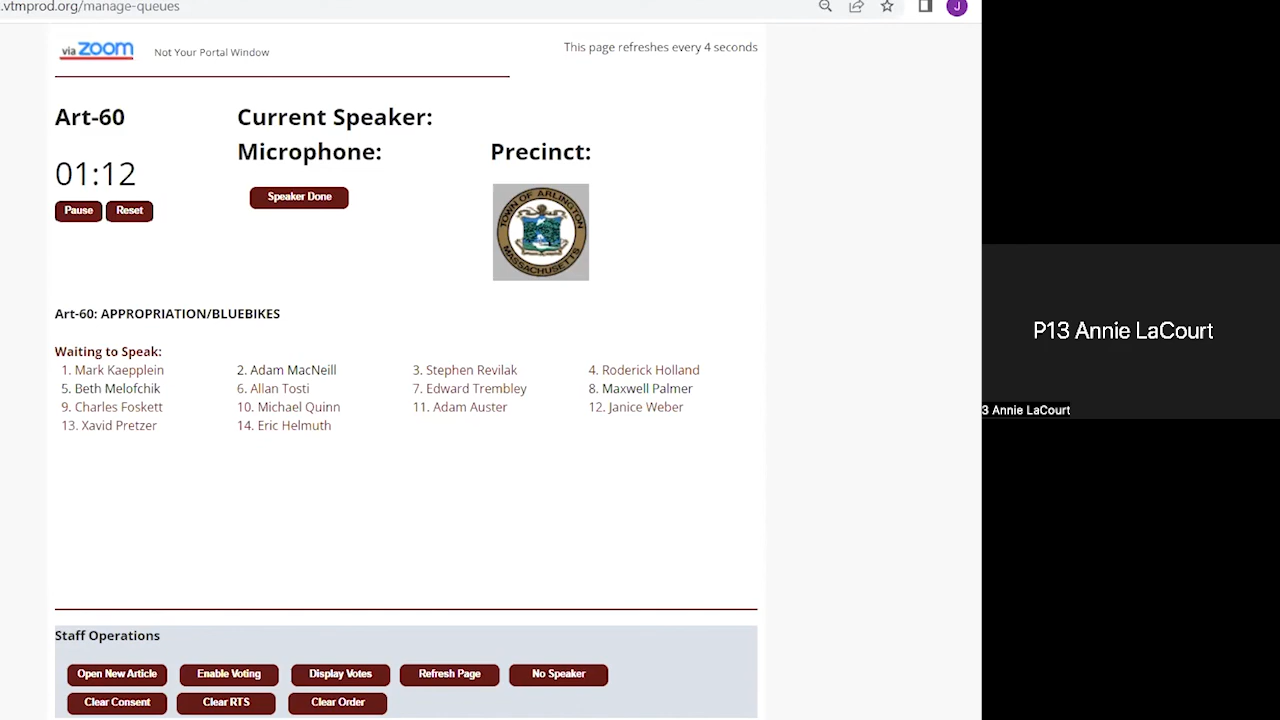 .vtmprod.org/manage-queues
J
via zoom Not Your Portal Window This page refreshes every 4 seconds
Art-60 Current Speaker:
Microphone: Precinct:
01:12
Speaker Done
Pause Reset
TOWN OF ARLINGTON
MASSACHUSETTS
Art-60: APPROPRIATION/BLUEBIKES
Waiting to Speak:
1. Mark Kaepplein 2. Adam MacNeill 3. Stephen Revilak 4. Roderick Holland
5. Beth Melofchik 6. Allan Tosti 7. Edward Trembley 8. Maxwell Palmer
9. Charles Foskett 10. Michael Quinn 11. Adam Auster 12. Janice Weber
13. Xavid Pretzer 14. Eric Helmuth
Staff Operations
Open New Article Enable Voting Display Votes Refresh Page No Speaker
Clear Consent Clear RTS Clear Order
P13 Annie LaCourt
3 Annie LaCourt